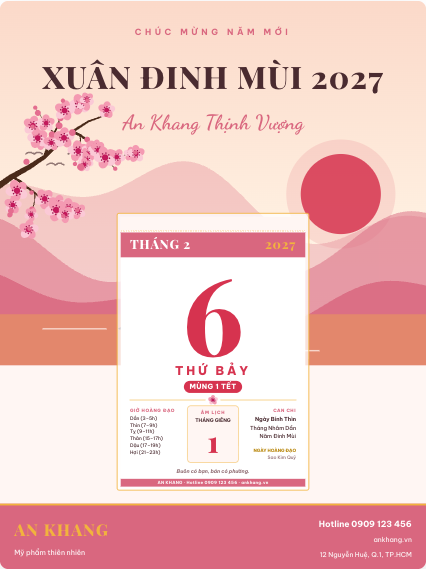 CHÚC MỪNG NĂM MỚI
XUÂN ĐINH MÙI 2027
An Khang Thịnh Vượng
THÁNG 2 2027
6
THỨ BẢY
MÙNG 1 TẾT
GIỜ HOÀNG ĐẠO
Dần (3–5h)
Thìn (7–9h)
Tỵ (9–11h)
Thân (15–17h)
Dậu (17–19h)
Hợi (21–23h)
ÂM LỊCH
THÁNG GIÊNG
1
CAN CHI
Ngày Bính Thìn
Tháng Nhâm Dần
Năm Đinh Mùi
NGÀY HOÀNG ĐẠO
Sao Kim Quỹ
Buôn có bạn, bán có phường.
AN KHANG · Hotline 0909 123 456 · ankhang.vn
AN KHANG
Mỹ phẩm thiên nhiên
Hotline 0909 123 456
ankhang.vn
12 Nguyễn Huệ, Q.1, TP.HCM